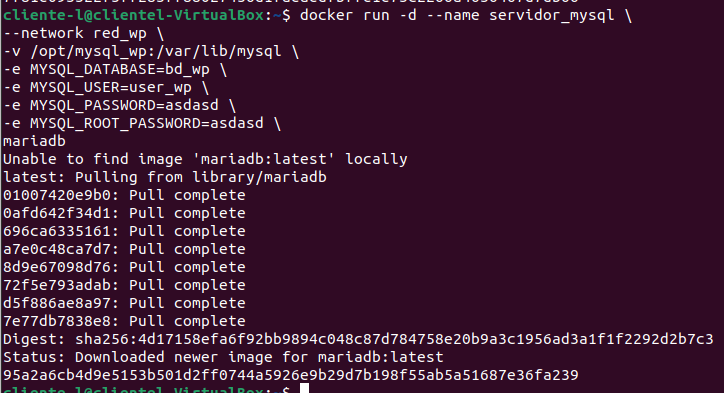 cliente-l@clientel-VirtualBox:~$ docker run -d --name servidor_mysql \
--network red_wp \
-v /opt/mysql_wp:/var/lib/mysql \
-e MYSQL_DATABASE=bd_wp \
-e MYSQL_USER=user_wp \
-e MYSQL_PASSWORD=asdasd \
-e MYSQL_ROOT_PASSWORD=asdasd \
mariadb
Unable to find image 'mariadb:latest' locally
latest: Pulling from library/mariadb
01007420e9b0: Pull complete
0afd642f34d1: Pull complete
696ca6335161: Pull complete
a7e0c48ca7d7: Pull complete
8d9e67098d76: Pull complete
72f5e793adab: Pull complete
d5f886ae8a97: Pull complete
7e77db7838e8: Pull complete
Digest: sha256:4d17158efa6f92bb9894c048c87d784758e20b9a3c1956ad3a1f1f2292d2b7c3
Status: Downloaded newer image for mariadb:latest
95a2a6cb4d9e5153b501d2ff0744a5926e9b29d7b198f55ab5a51687e36fa239
cliente-l@clientel-VirtualBox:~$